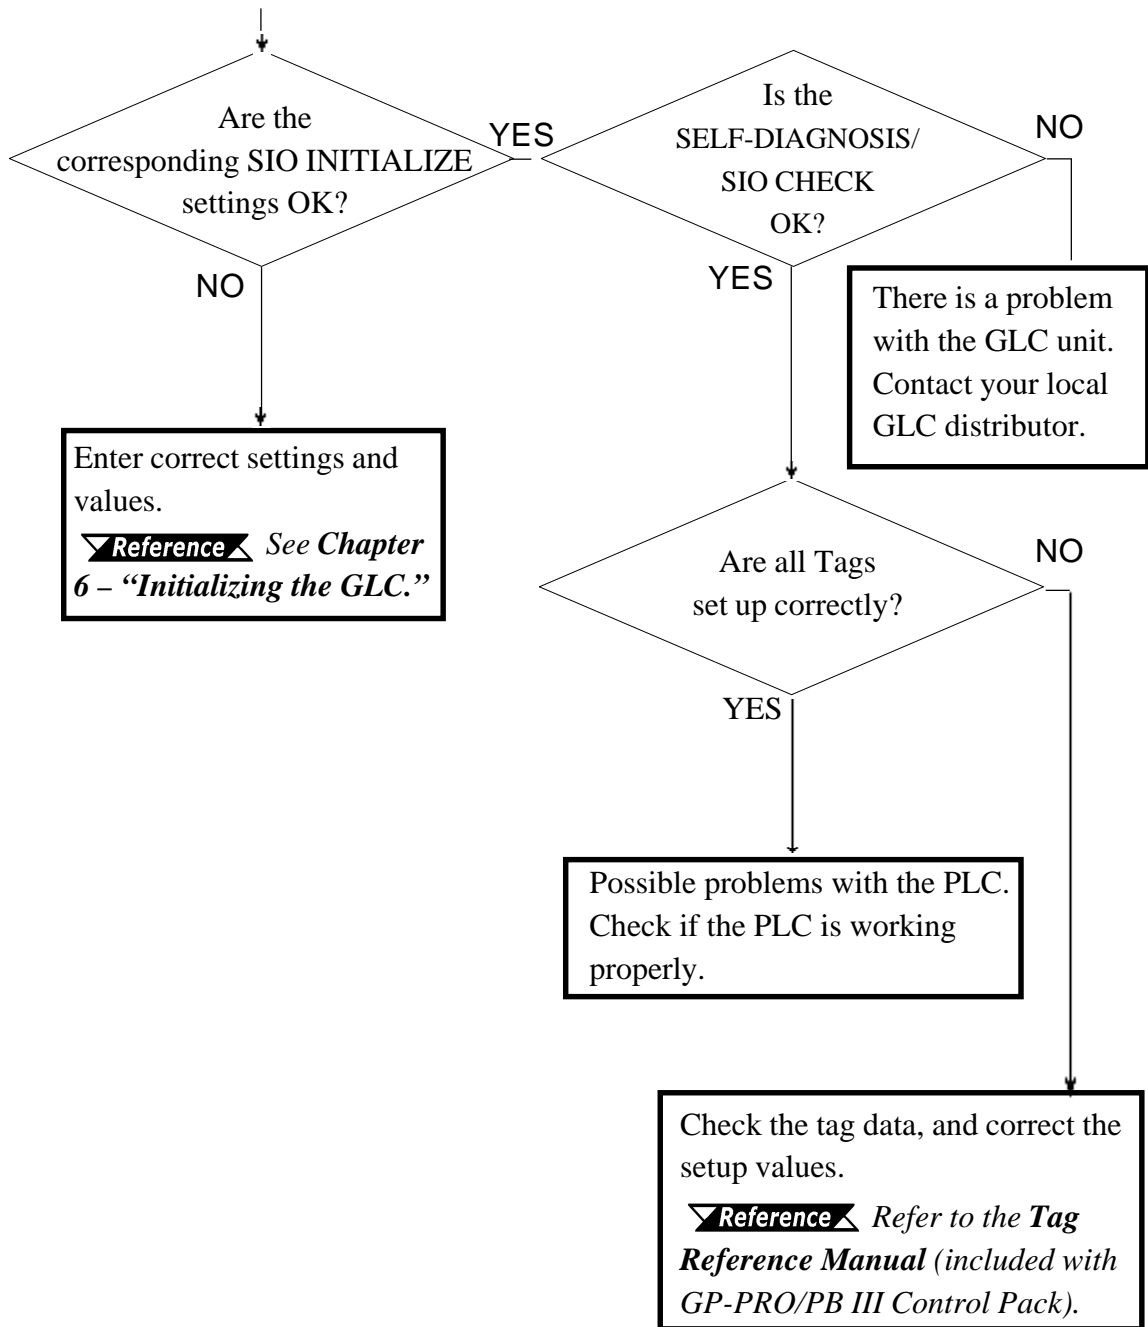 Are the
corresponding SIO INITIALIZE
settings OK?
YES
NO
Is the
SELF-DIAGNOSIS/
SIO CHECK
OK?
NO
YES
There is a problem
with the GLC unit.
Contact your local
GLC distributor.
Enter correct settings and
values.
Reference See Chapter
6 – “Initializing the GLC.”
Are all Tags
set up correctly?
NO
YES
Possible problems with the PLC.
Check if the PLC is working
properly.
Check the tag data, and correct the
setup values.
Reference Refer to the Tag
Reference Manual (included with
GP-PRO/PB III Control Pack).